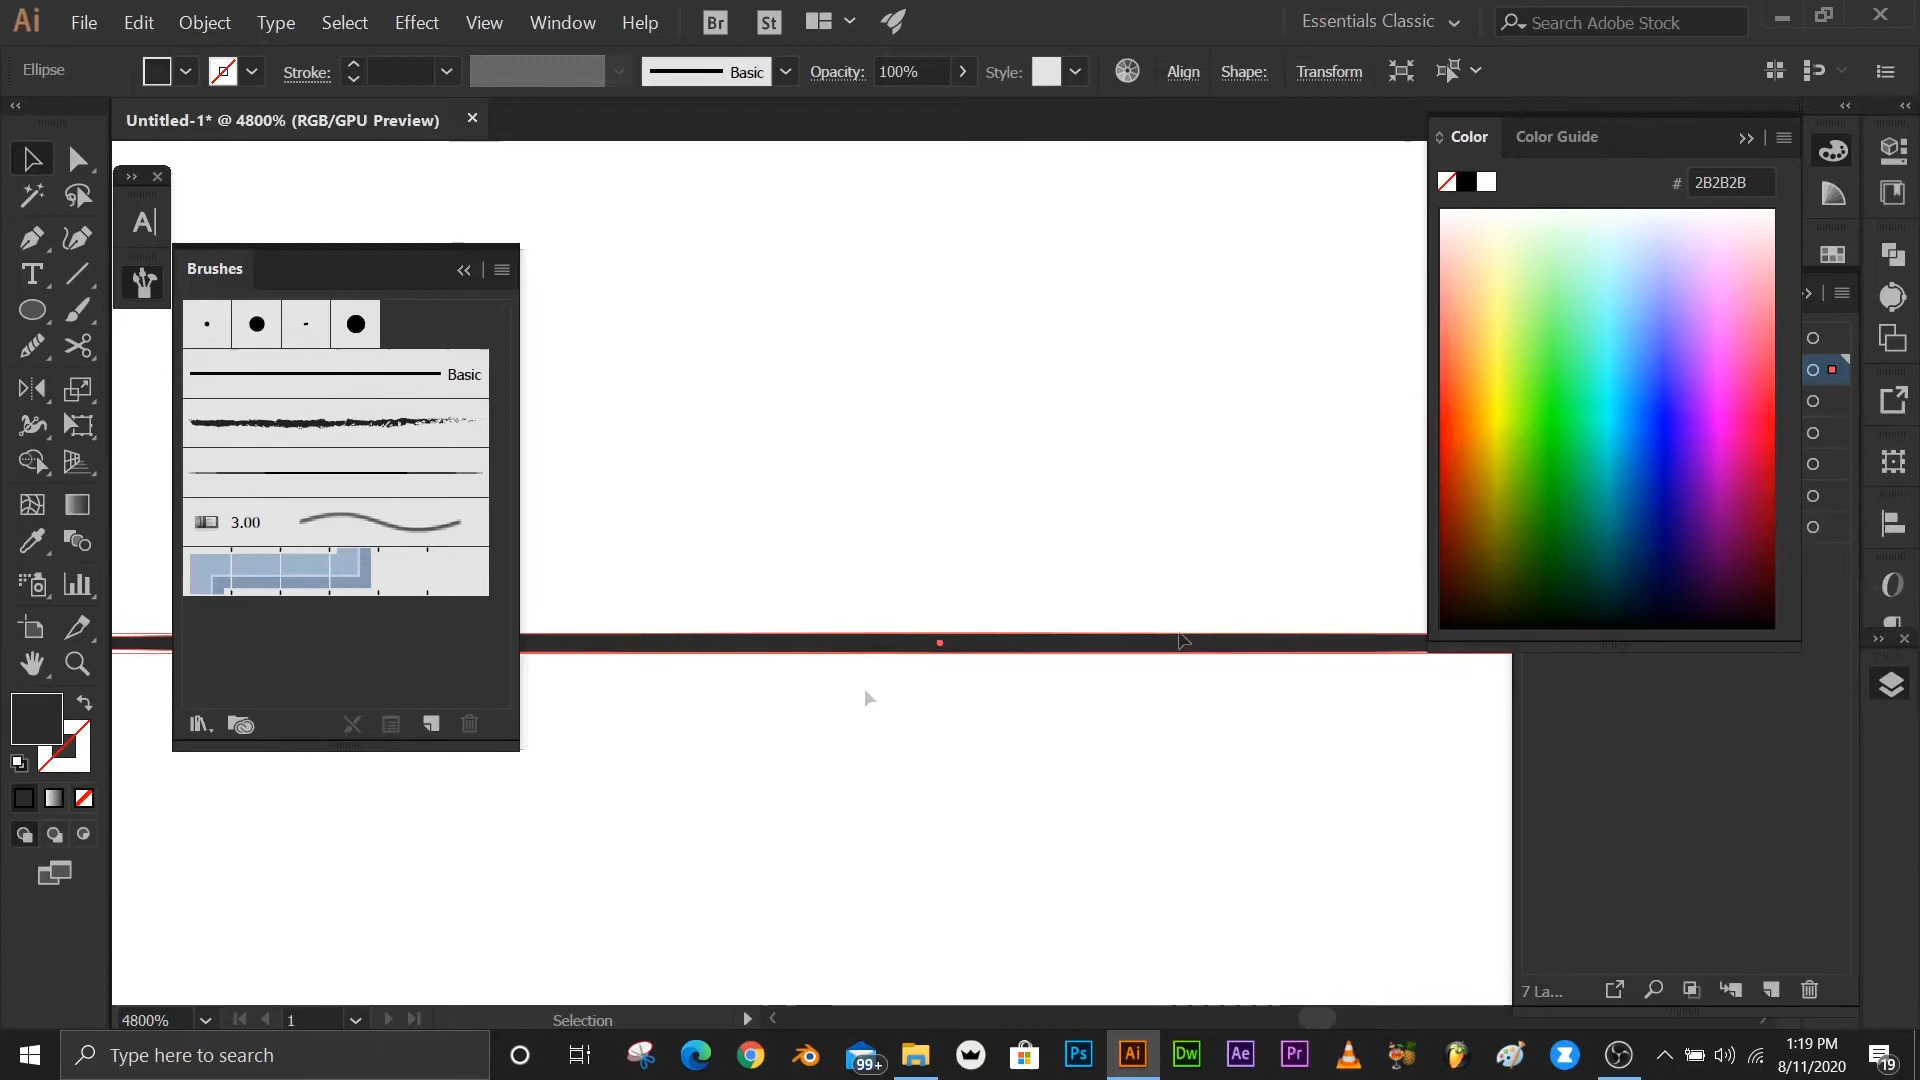 Ai File Edit Object Type Select Effect View Window Help Br St Essentials Classic Search Adobe Stock
Ellipse Stroke: Basic Opacity: 100% Style: Align Shape: Transform
Untitled-1* @ 4800% (RGB/GPU Preview)
Color Color Guide
# 2B2B2B
Brushes
Basic
3.00
7 La...
4800% 1 Selection
Type here to search 99+ Ps Ai Dw Ae Pr 1:19 PM
8/11/2020 19